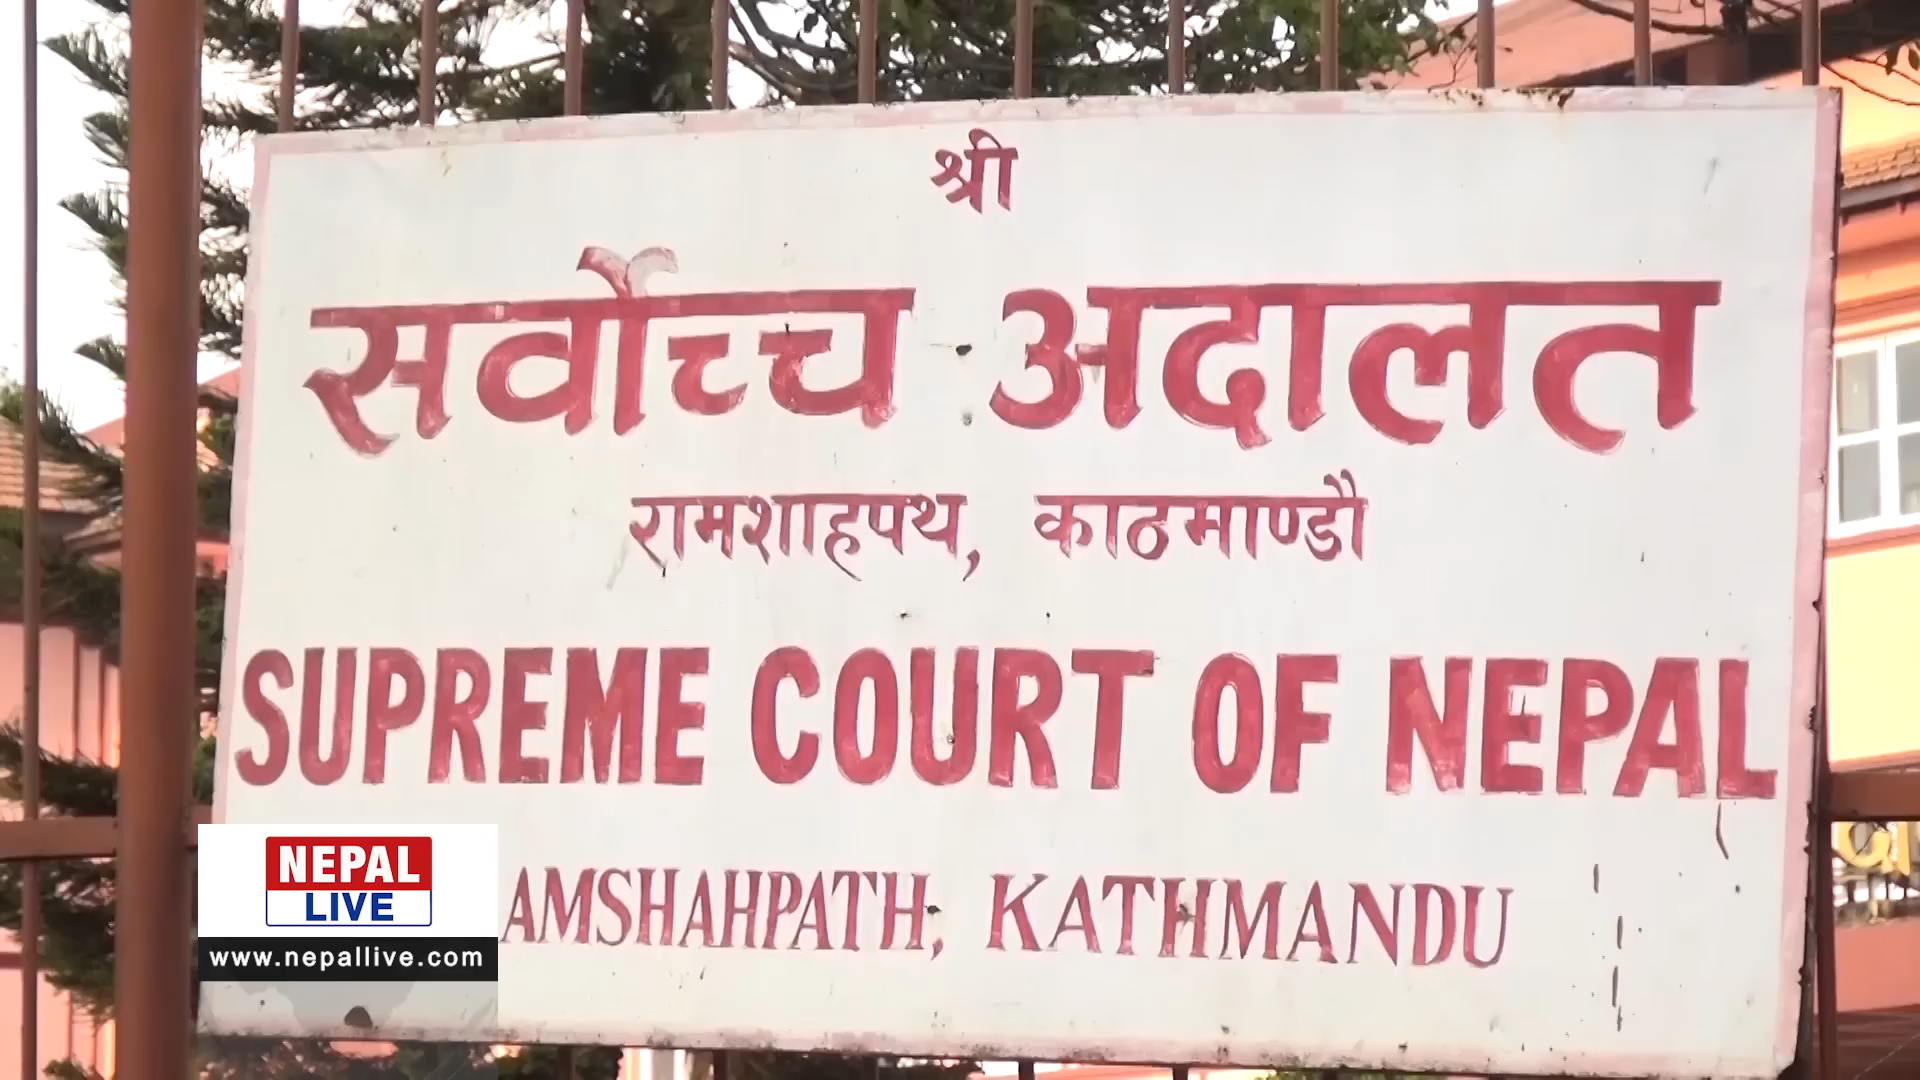 श्री
सर्वोच्च अदालत
रामशाहपथ, काठमाण्डौ
SUPREME COURT OF NEPAL
AMSHAHPATH, KATHMANDU
NEPAL
LIVE
www.nepallive.com